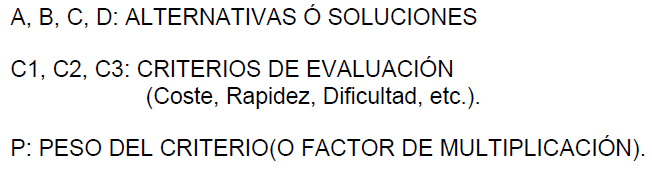 A, B, C, D: ALTERNATIVAS Ó SOLUCIONES
C1, C2, C3: CRITERIOS DE EVALUACIÓN
(Coste, Rapidez, Dificultad, etc.).
P: PESO DEL CRITERIO(O FACTOR DE MULTIPLICACIÓN).